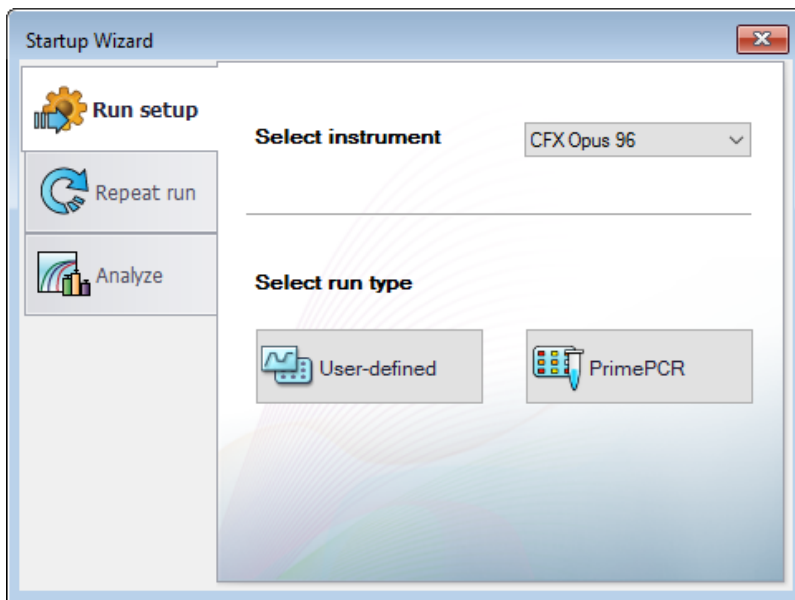 Startup Wizard
Run setup
Repeat run
Analyze
Select instrument
CFX Opus 96
Select run type
User-defined
PrimePCR